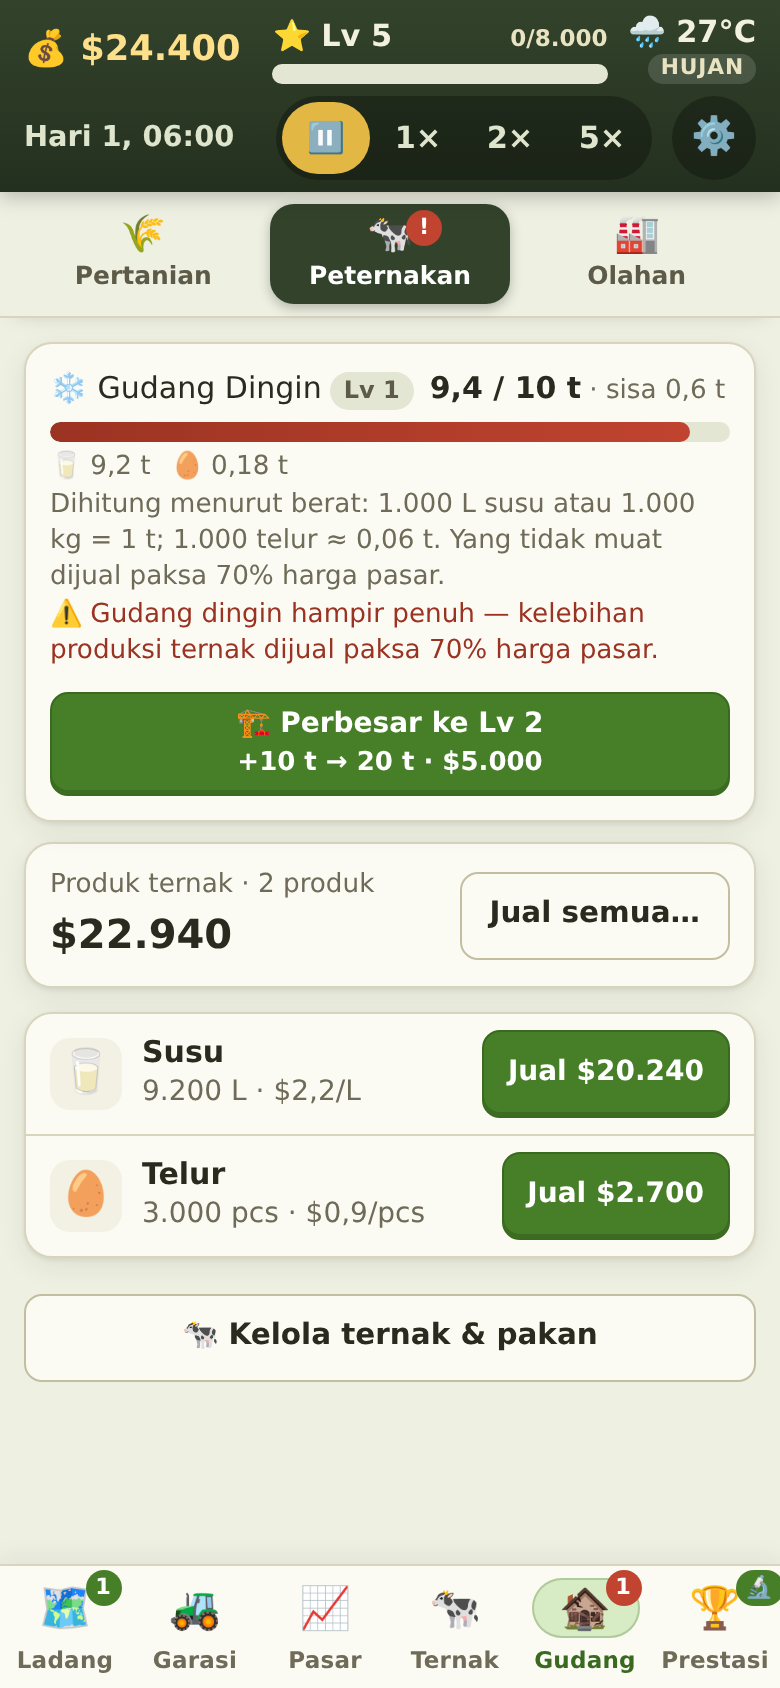 $24.400
Lv 5
0/8.000
27°C
HUJAN
Hari 1, 06:00
1×
2×
5×
Pertanian
!
Peternakan
Olahan
Gudang Dingin Lv 1 9,4 / 10 t · sisa 0,6 t
9,2 t 0,18 t
Dihitung menurut berat: 1.000 L susu atau 1.000
kg = 1 t; 1.000 telur ≈ 0,06 t. Yang tidak muat
dijual paksa 70% harga pasar.
Gudang dingin hampir penuh — kelebihan
produksi ternak dijual paksa 70% harga pasar.
Perbesar ke Lv 2
+10 t → 20 t · $5.000
Produk ternak · 2 produk
$22.940
Jual semua...
Susu
9.200 L · $2,2/L
Jual $20.240
Telur
3.000 pcs · $0,9/pcs
Jual $2.700
Kelola ternak & pakan
1
Ladang
Garasi
Pasar
Ternak
1
Gudang
Prestasi